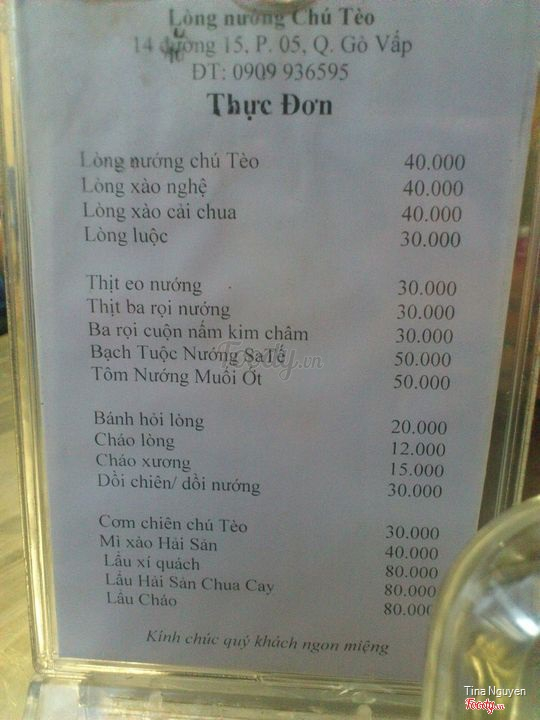 Lòng nướng Chú Tèo
14 đường 15, P. 05, Q. Gò Vấp
ĐT: 0909 936595
Thực Đơn
Lòng nướng chú Tèo 40.000
Lòng xào nghệ 40.000
Lòng xào cải chua 40.000
Lòng luộc 30.000
Thịt eo nướng 30.000
Thịt ba rọi nướng 30.000
Ba rọi cuộn nấm kim châm 30.000
Bạch Tuộc Nướng SaTế 50.000
Tôm Nướng Muối Ớt 50.000
Bánh hỏi lòng 20.000
Cháo lòng 12.000
Cháo xương 15.000
Dồi chiên/ dồi nướng 30.000
Cơm chiên chú Tèo 30.000
Mì xào Hải Sản 40.000
Lẩu xí quách 80.000
Lẩu Hải Sản Chua Cay 80.000
Lẩu Cháo 80.000
Kính chúc quý khách ngon miệng
Foody.vn
Tina Nguyen
Foody.vn